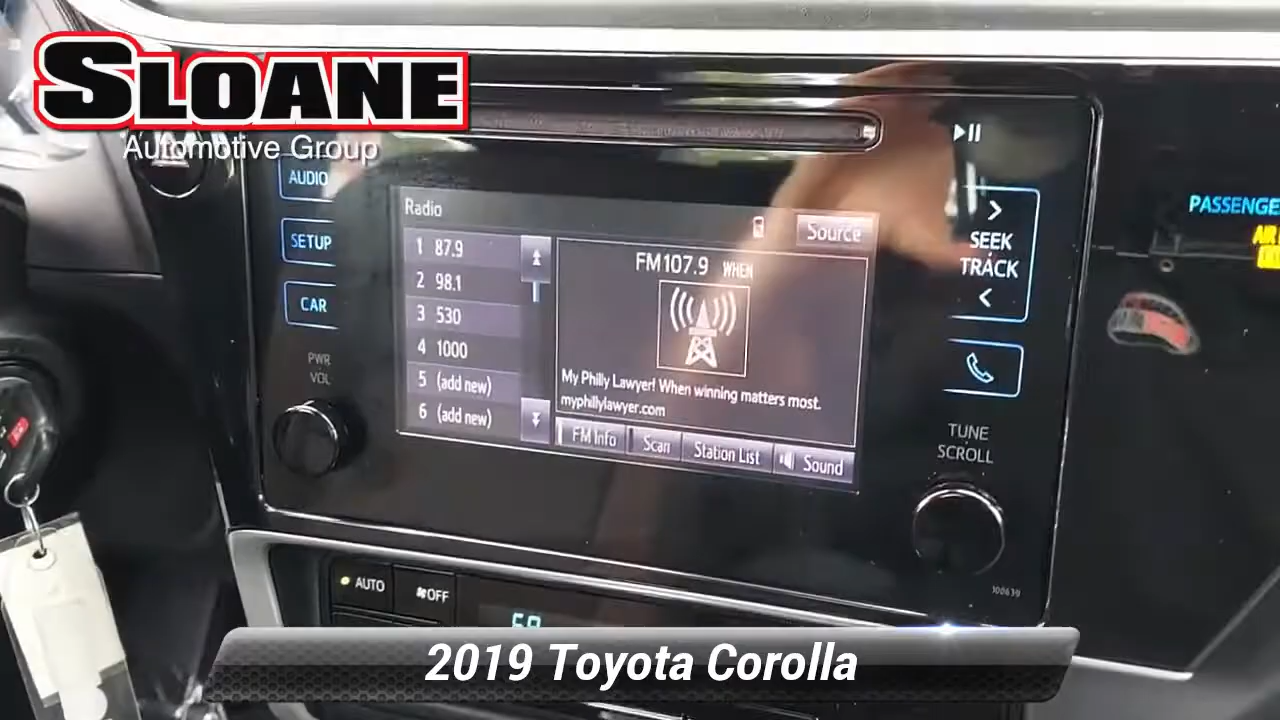 SLOANE
Automotive Group
AUDIO
SETUP
CAR
PWR
VOL
Radio
Source
1 87.9
2 98.1
3 530
4 1000
5 (add new)
6 (add new)
FM107.9 WHEN
My Philly Lawyer! When winning matters most.
myphillylawyer.com
FM Info
Scan
Station List
Sound
SEEK
TRACK
TUNE
SCROLL
100639
PASSENGE
AIR
AUTO
OFF
2019 Toyota Corolla